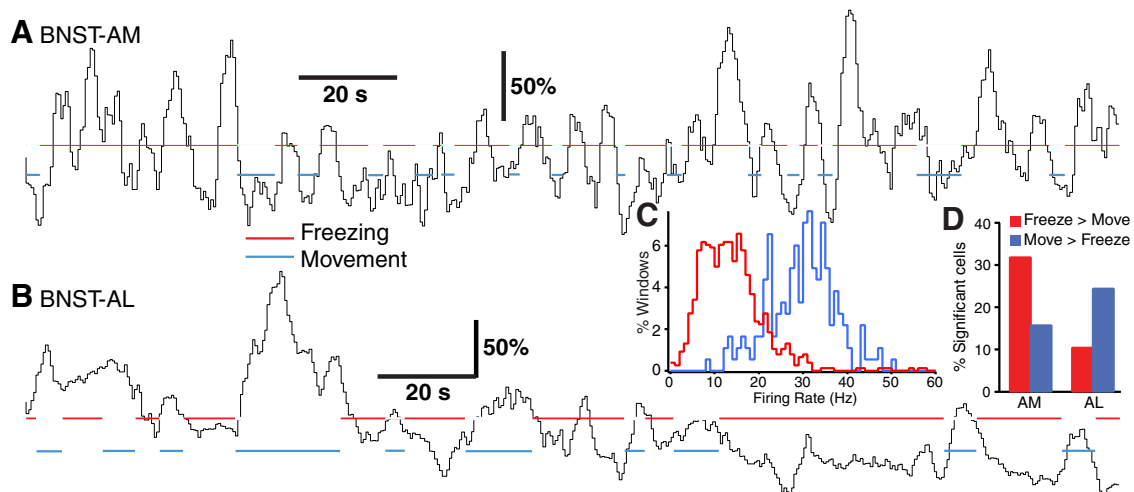 A BNST-AM
20 s
50%
Freezing
Movement
B BNST-AL
20 s
50%
C
% Windows
6
4
2
0
0 10 20 30 40 50 60
Firing Rate (Hz)
D
Freeze > Move
Move > Freeze
% Significant cells
40
30
20
10
0
AM AL